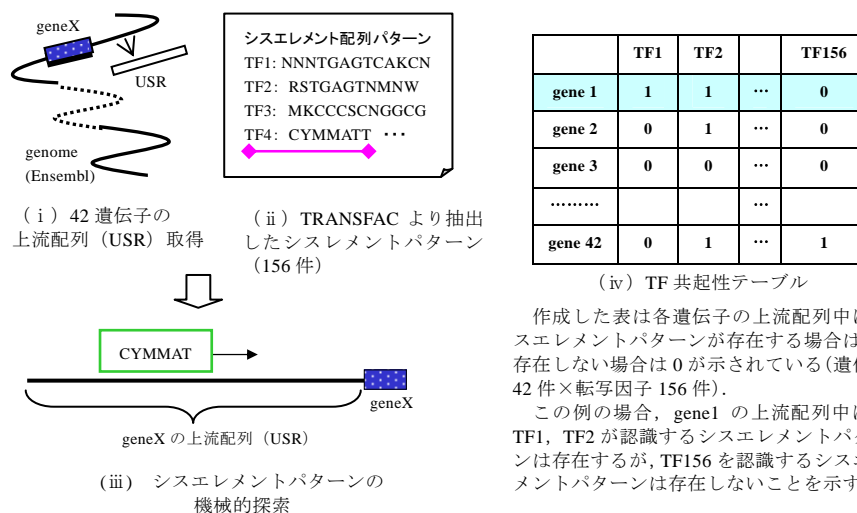 geneX
USR
genome
(Ensembl)
(ⅰ) 42 遺伝子の
上流配列（USR）取得
シスエレメント配列パターン
TF1: NNNTGAGTCAKCN
TF2: RSTGAGTNMNW
TF3: MKCCCSCNGGCG
TF4: CYMMATT ･･･
(ⅱ) TRANSFAC より抽出
したシスレメントパターン
（156 件）
CYMMAT
geneX
geneX の上流配列（USR）
(ⅲ) シスエレメントパターンの
機械的探索
TF1 TF2 TF156
gene 1 1 1 … 0
gene 2 0 1 … 0
gene 3 0 0 … 0
……… …
gene 42 0 1 … 1
(ⅳ) TF 共起性テーブル
作成した表は各遺伝子の上流配列中に
スエレメントパターンが存在する場合は
存在しない場合は 0 が示されている（遺伝
42 件×転写因子 156 件）．
この例の場合，gene1 の上流配列中に
TF1，TF2 が認識するシスエレメントパタ
ンは存在するが，TF156 を認識するシスエ
メントパターンは存在しないことを示す